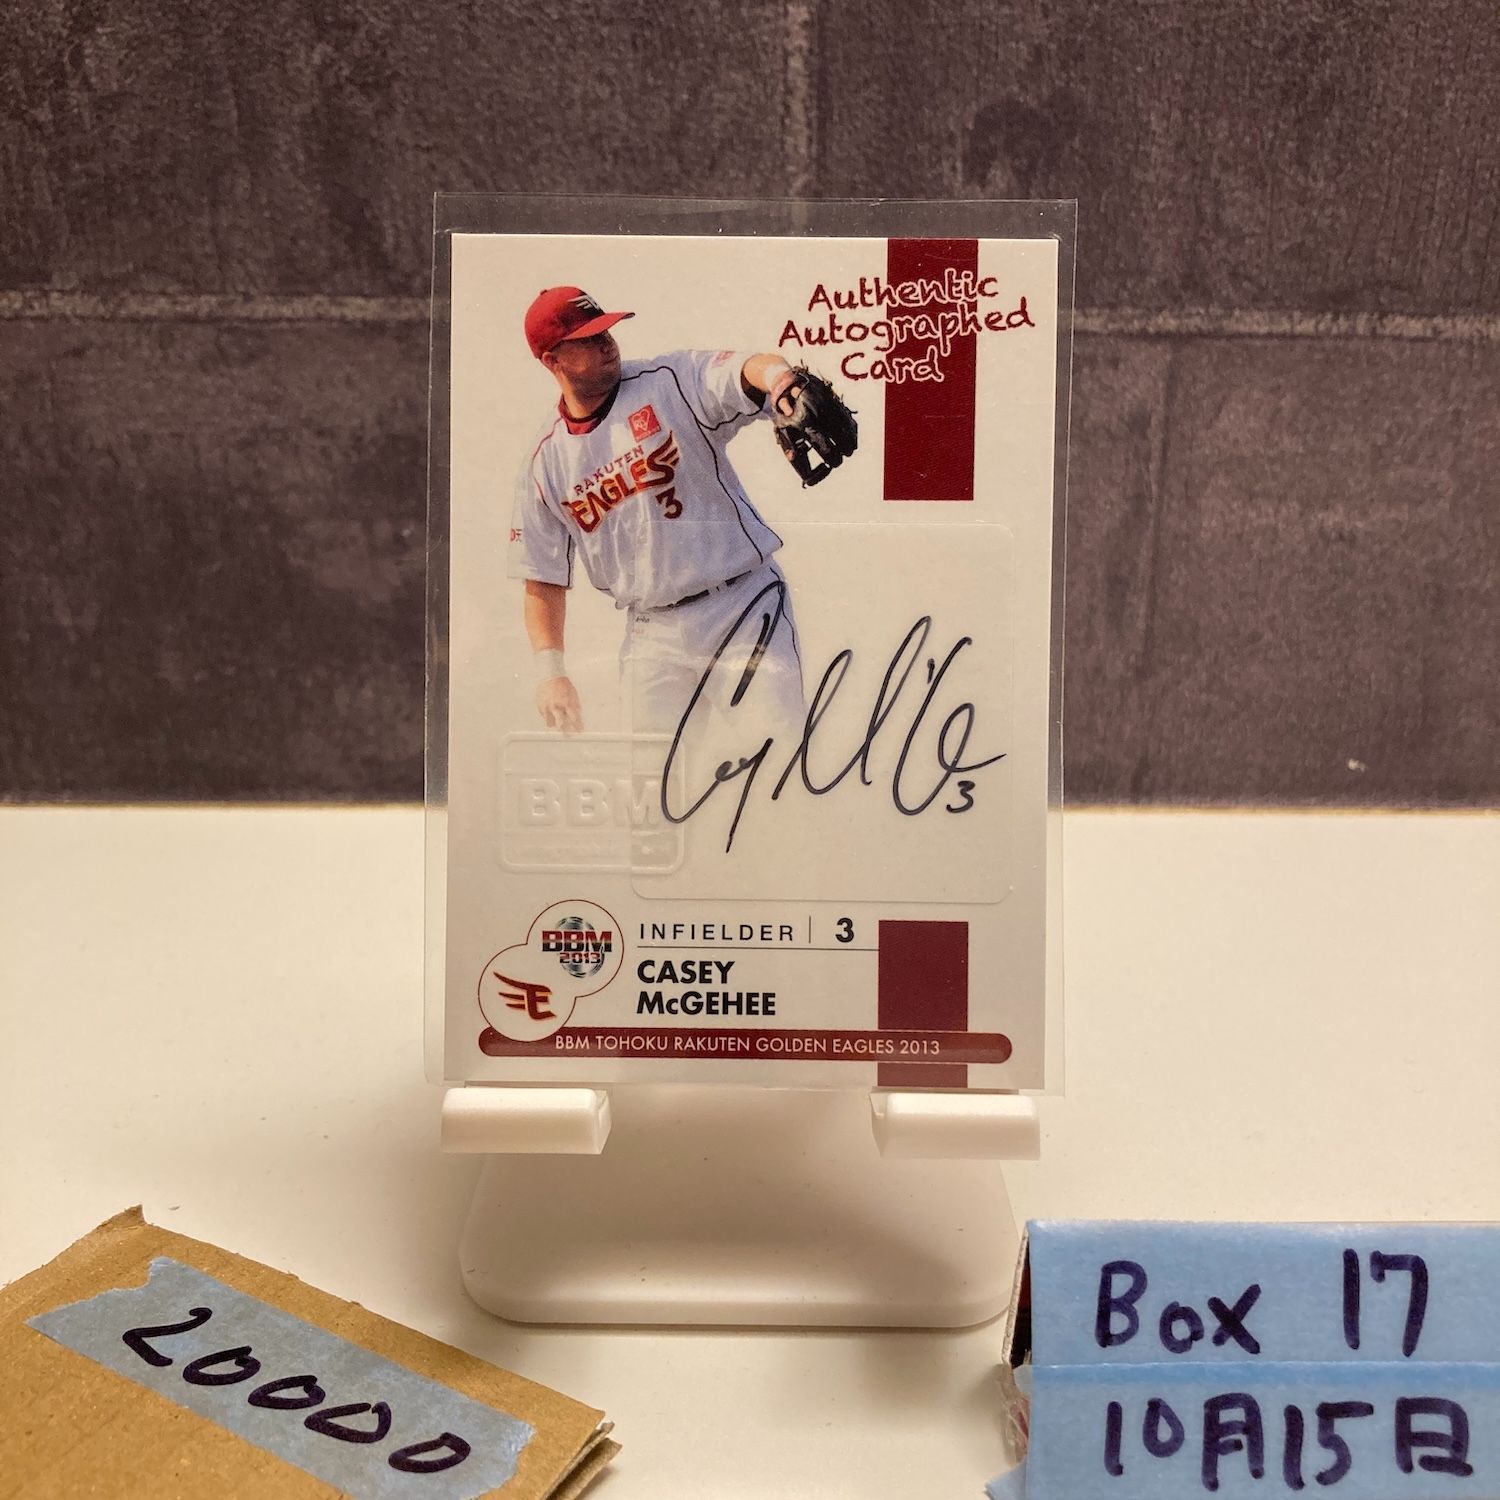 Authentic
Autographed
Card
RAKUTEN
EAGLES
3
BBM
3
BBM
2013
INFIELDER | 3
CASEY
McGEHEE
E
BBM TOHOKU RAKUTEN GOLDEN EAGLES 2013
20000
Box 17
10月15日